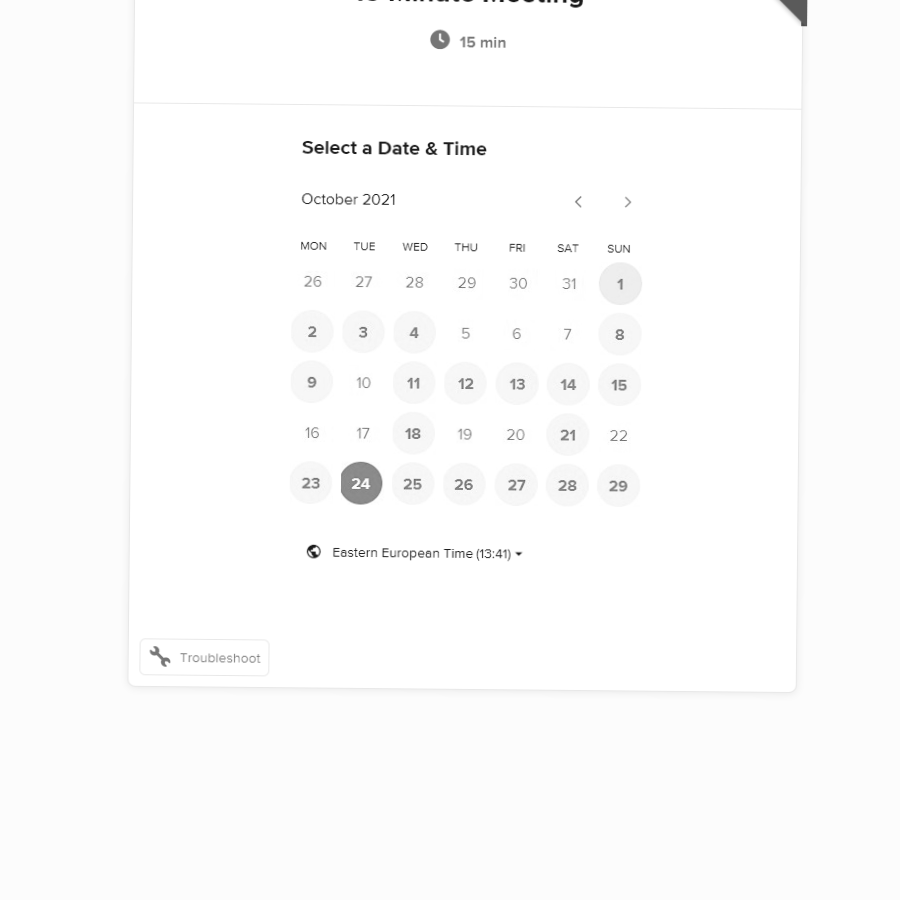 Minute Meeting
15 min
Select a Date & Time
October 2021
MON TUE WED THU FRI SAT SUN
26 27 28 29 30 31 1
2 3 4 5 6 7 8
9 10 11 12 13 14 15
16 17 18 19 20 21 22
23 24 25 26 27 28 29
Eastern European Time (13:41)
Troubleshoot